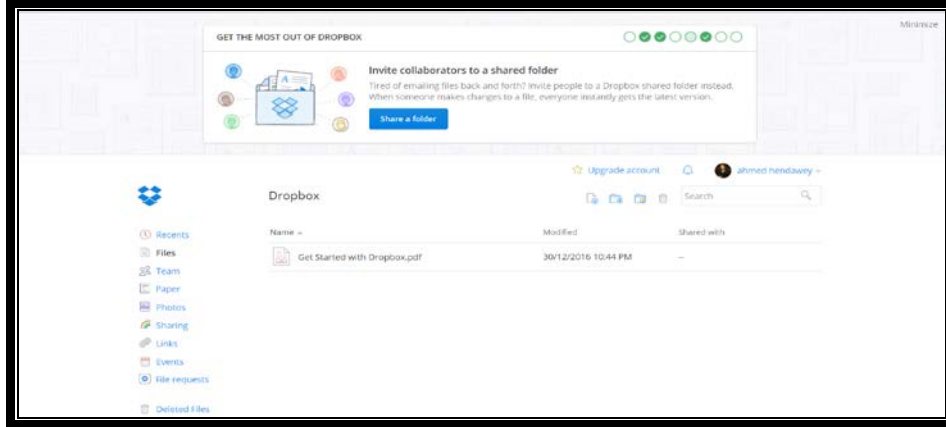 Minimize
GET THE MOST OUT OF DROPBOX
Invite collaborators to a shared folder
Tired of emailing files back and forth? Invite people to a Dropbox shared folder instead.
When someone makes changes to a file, everyone instantly gets the latest version.
Share a folder
Upgrade account
ahmed hendawey
Dropbox
Search
Recents
Files
Team
Paper
Photos
Sharing
Links
Events
File requests
Deleted Files
Name Modified Shared with
Get Started with Dropbox.pdf 30/12/2016 10:44 PM --